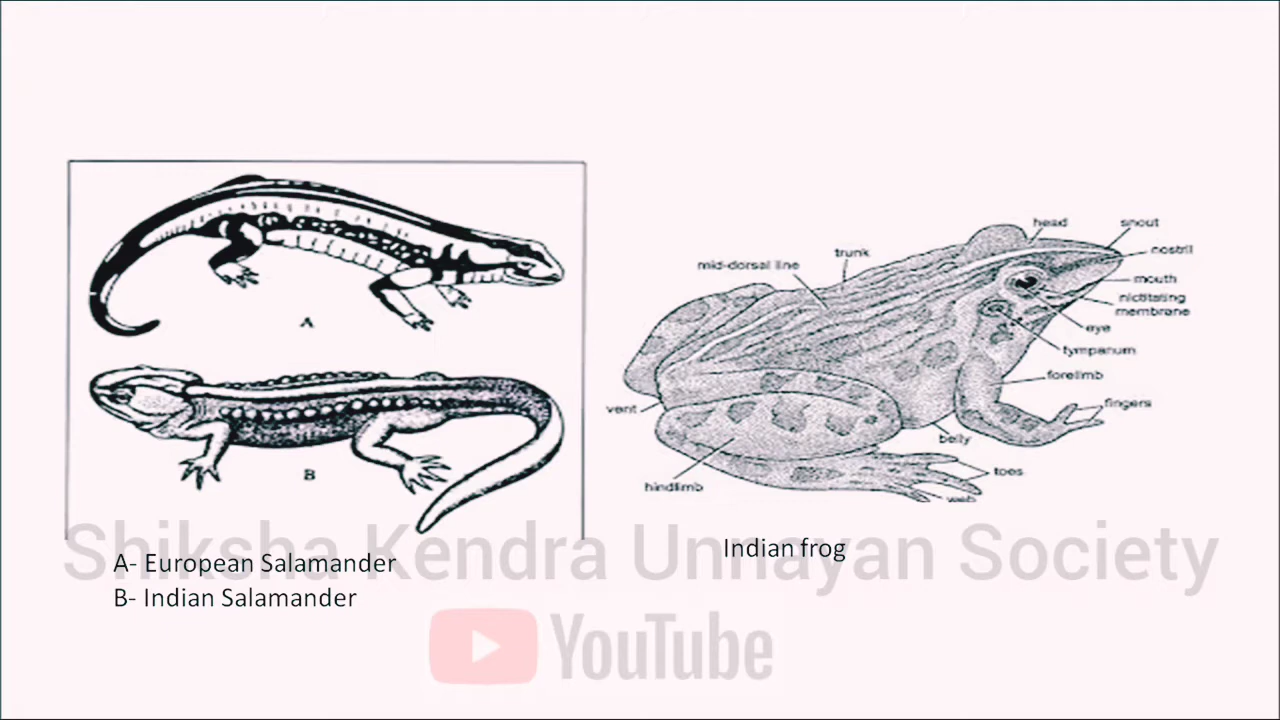 A
B
A- European Salamander
B- Indian Salamander
head
snout
nostril
trunk
mid-dorsal line
mouth
nictitating
membrane
eye
tympanum
forelimb
fingers
vent
belly
toes
hindlimb
web
Indian frog
Shiksha Kendra Unnayan Society
YouTube